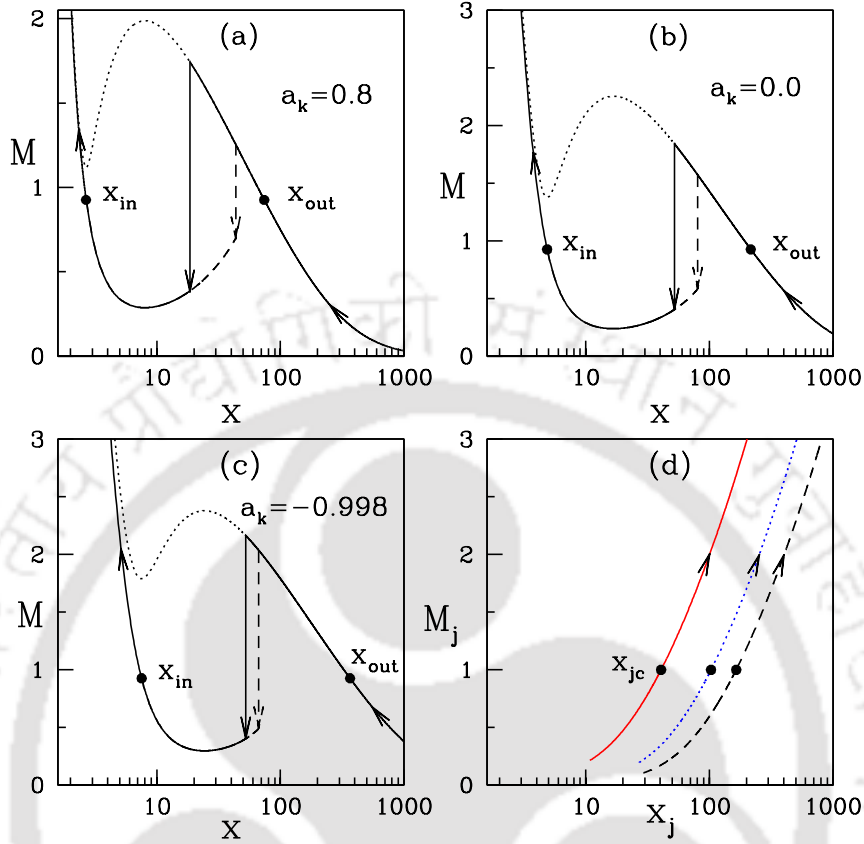 2
(a)
a_k=0.8
M
1
x_in
x_out
0
10
100
1000
X
3
(b)
a_k=0.0
2
M
1
x_in
x_out
0
10
100
1000
X
3
(c)
a_k=−0.998
2
M
1
x_in
x_out
0
10
100
1000
X
3
(d)
2
M_j
1
x_jc
0
10
100
1000
X_j